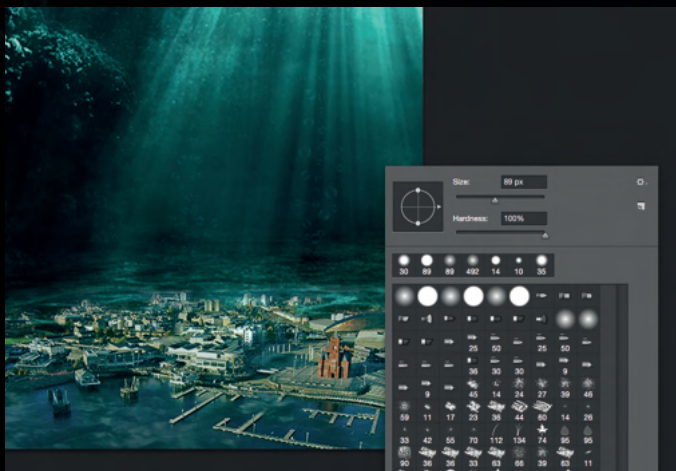 Size: 89 px
Hardness: 100%
30 89 89 492 14 10 35
25 50 25 50
36 30 30 9
9 45 14 24 27 39 46
59 11 17 23 36 44 60 14 26
33 42 55 70 112 134 74 95 95
90 36 36 33 63 66 39 63 11